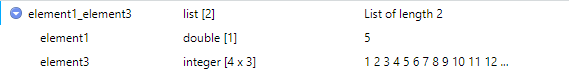 element1_element3 list [2] List of length 2
element1 double [1] 5
element3 integer [4 x 3] 1 2 3 4 5 6 7 8 9 10 11 12 ...